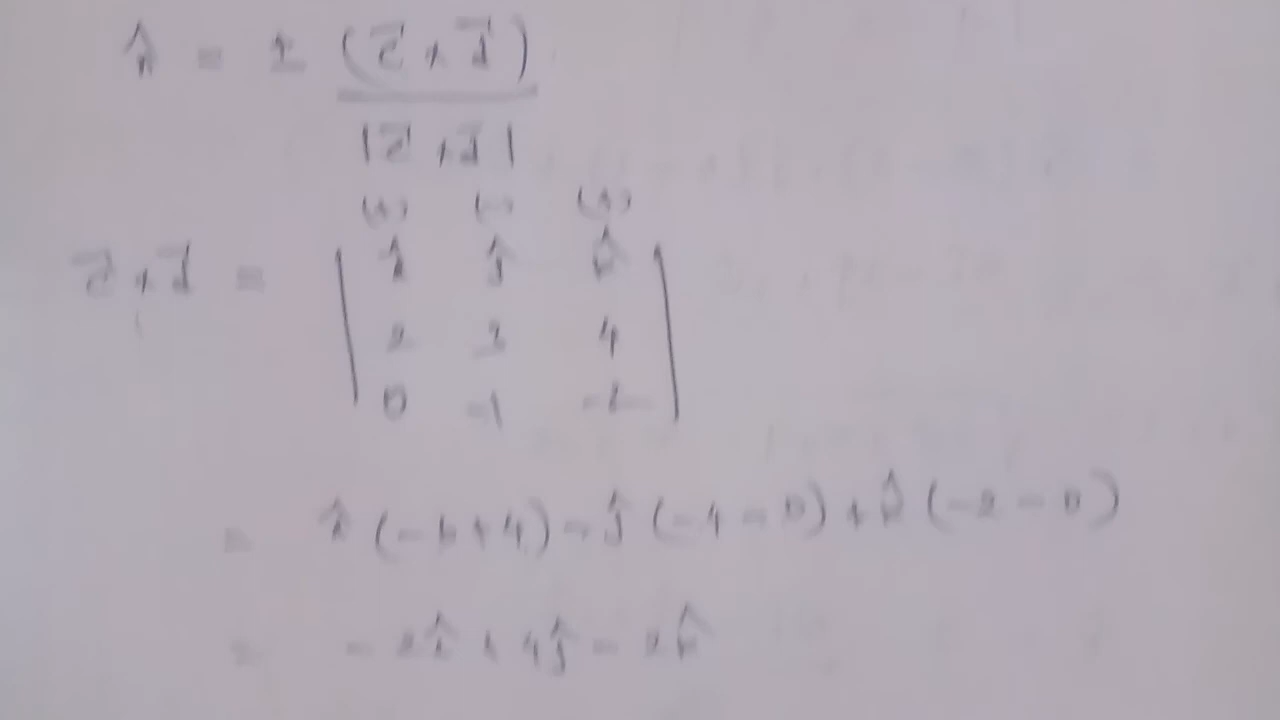 n̂ = ± (c⃗ × d⃗)
|c⃗ × d⃗|
(+) (-) (+)
c⃗ × d⃗ = | î ĵ k̂ |
2 3 4
0 -1 -2
= î (-6 + 4) - ĵ (-4 - 0) + k̂ (-2 - 0)
= -2î + 4ĵ - 2k̂